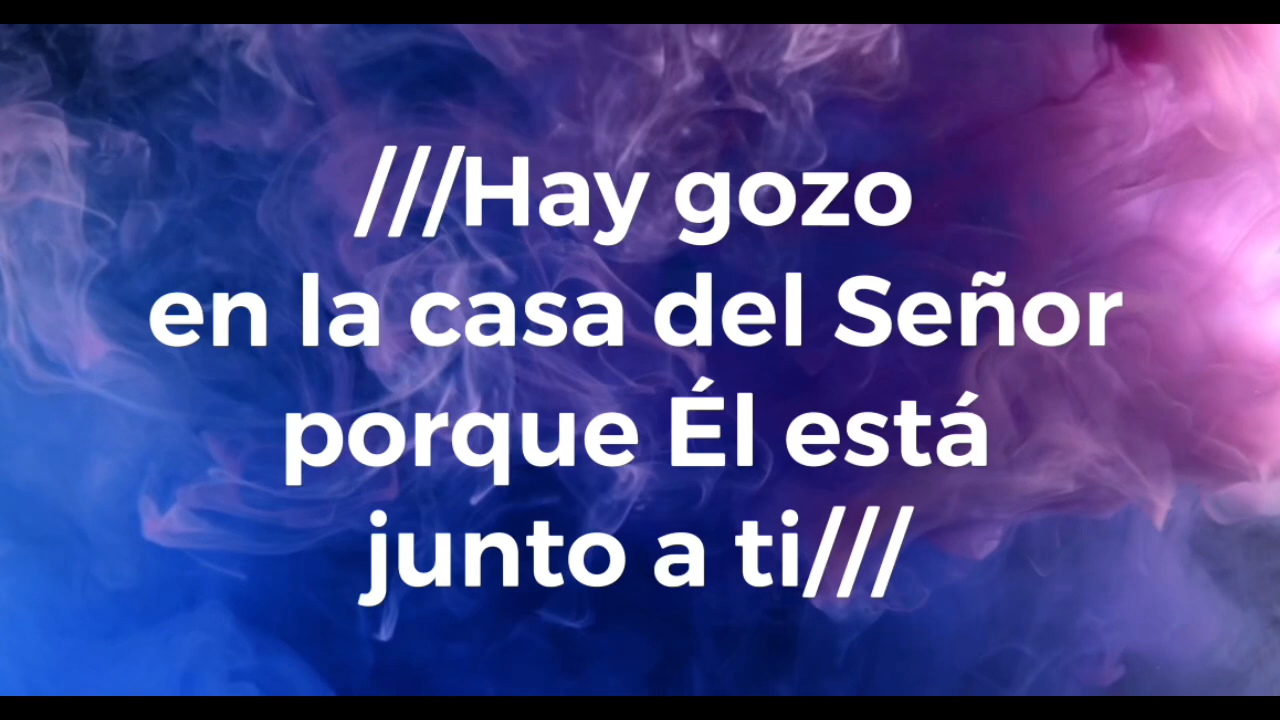 ///Hay gozo
en la casa del Señor
porque Él está
junto a ti///